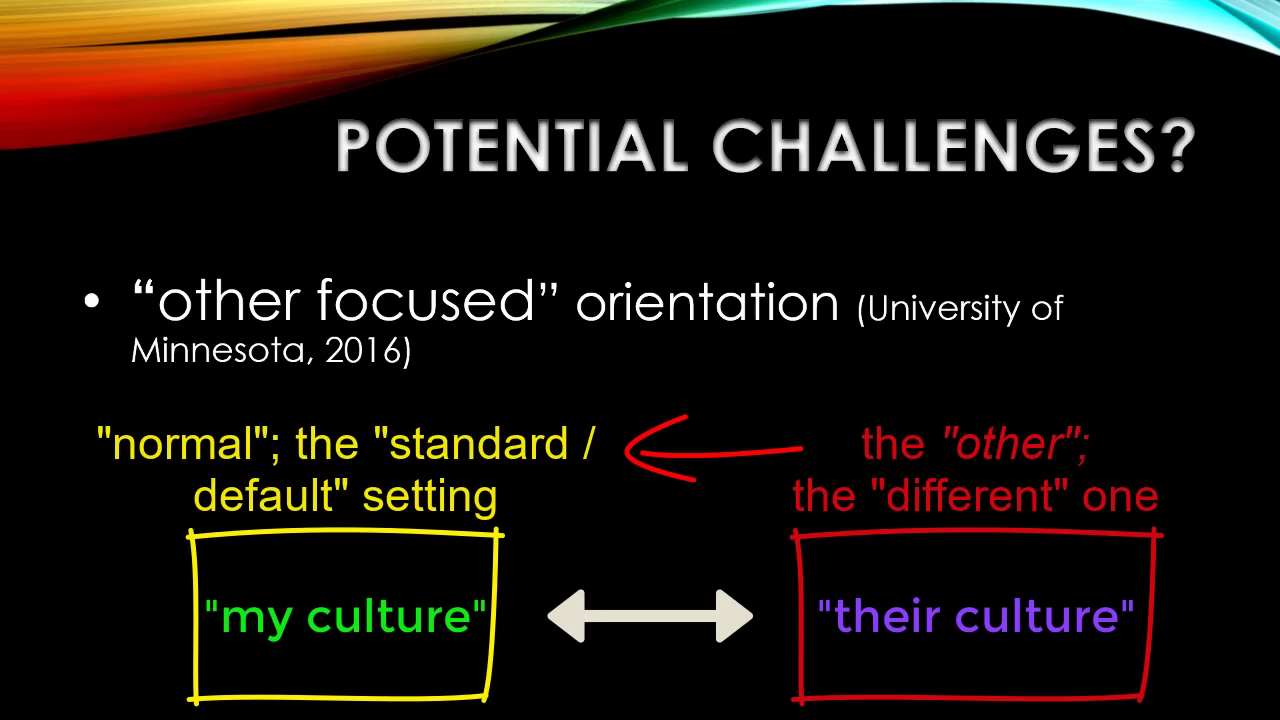 POTENTIAL CHALLENGES?
• “other focused” orientation (University of
Minnesota, 2016)
"normal"; the "standard /
default" setting
the "other";
the "different" one
"my culture"
"their culture"